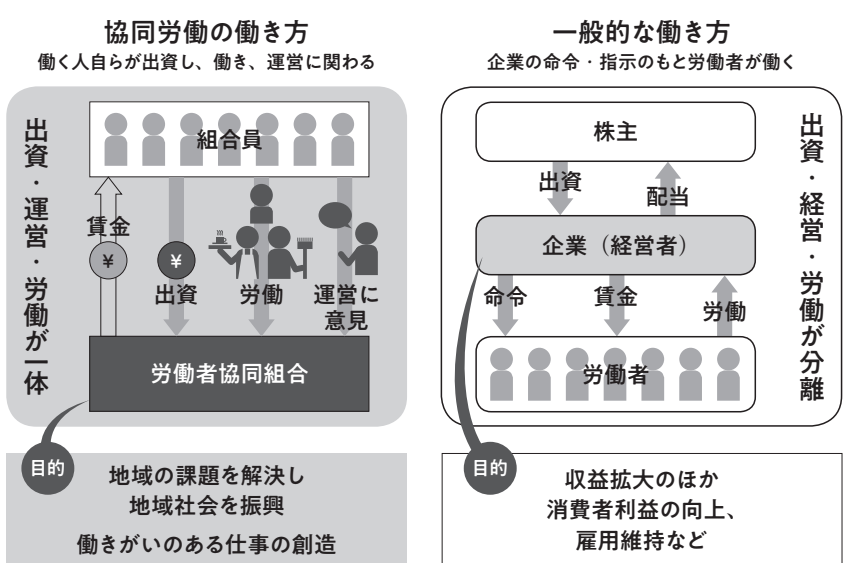 協同労働の働き方
働く人自らが出資し、働き、運営に関わる
出資・運営・労働が一体
組合員
賃金
¥
¥
出資
労働
運営に
意見
労働者協同組合
目的
地域の課題を解決し
地域社会を振興
働きがいのある仕事の創造
一般的な働き方
企業の命令・指示のもと労働者が働く
株主
出資
配当
企業（経営者）
命令
賃金
労働
労働者
出資・経営・労働が分離
目的
収益拡大のほか
消費者利益の向上、
雇用維持など